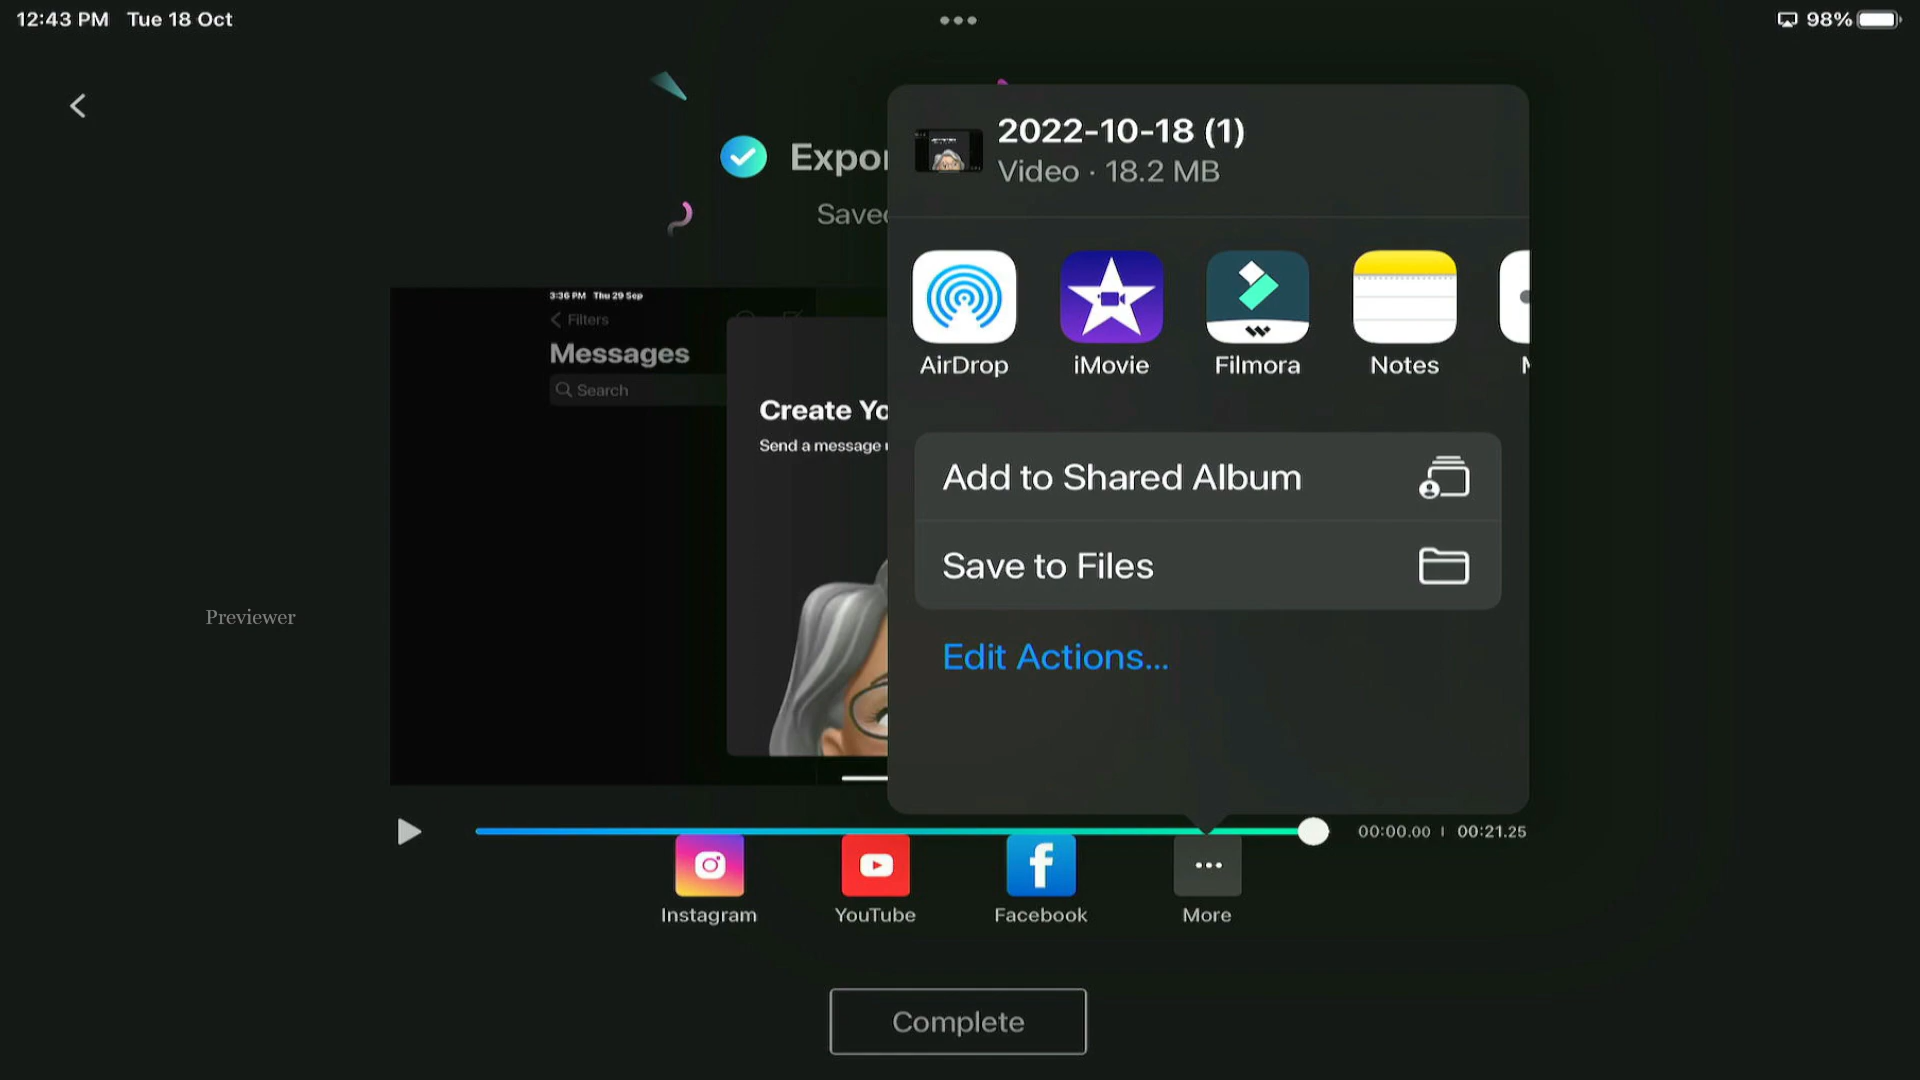 12:43 PM Tue 18 Oct
98%
Expor
Saved
2022-10-18 (1)
Video · 18.2 MB
AirDrop
iMovie
Filmora
Notes
3:36 PM Thu 29 Sep
Filters
Messages
Search
Create Yo
Send a message
Add to Shared Album
Save to Files
Edit Actions...
Previewer
00:00.00 | 00:21.25
Instagram
YouTube
Facebook
More
Complete